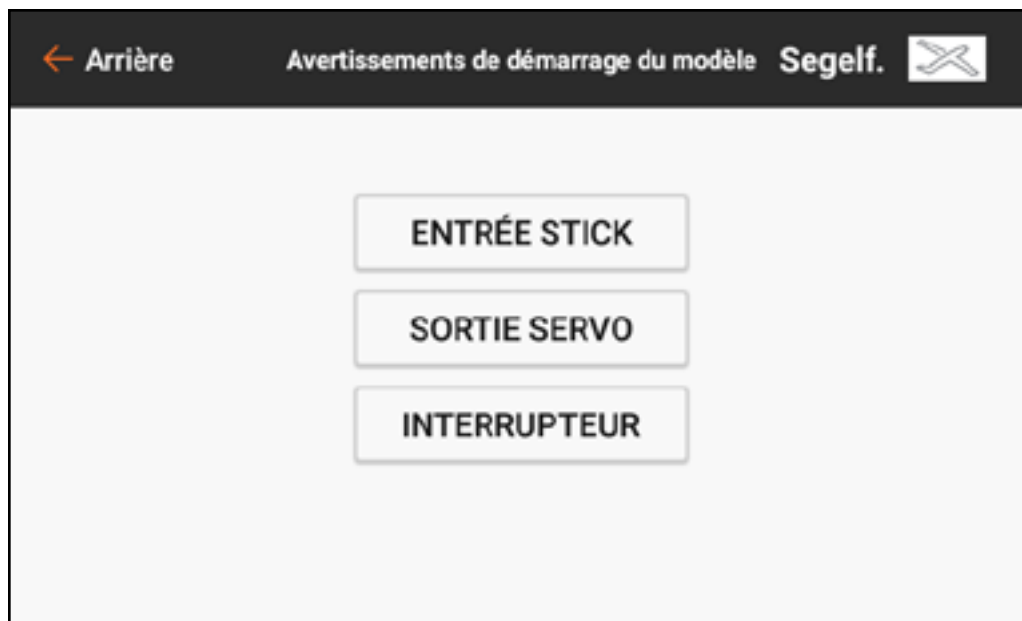 Arrière Avertissements de démarrage du modèle Segelf.
ENTRÉE STICK
SORTIE SERVO
INTERRUPTEUR